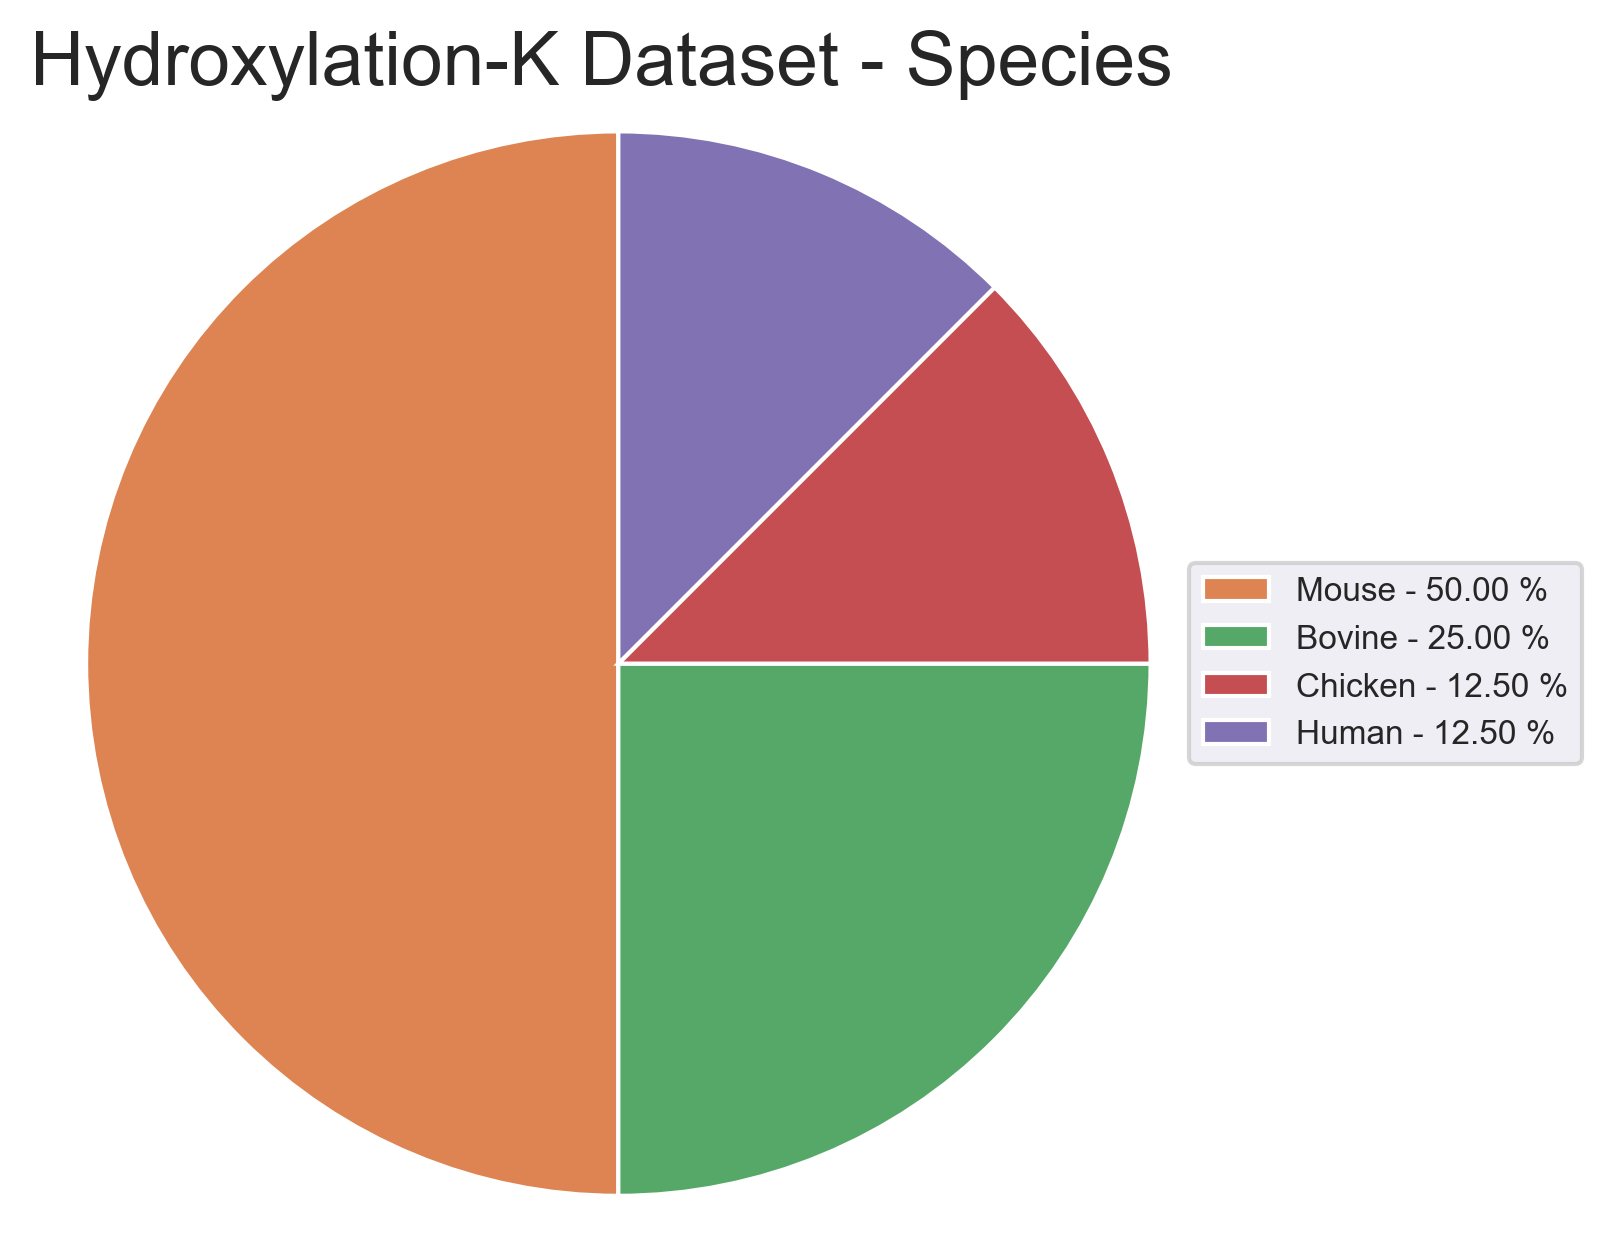 Hydroxylation-K Dataset - Species
Mouse - 50.00 %
Bovine - 25.00 %
Chicken - 12.50 %
Human - 12.50 %